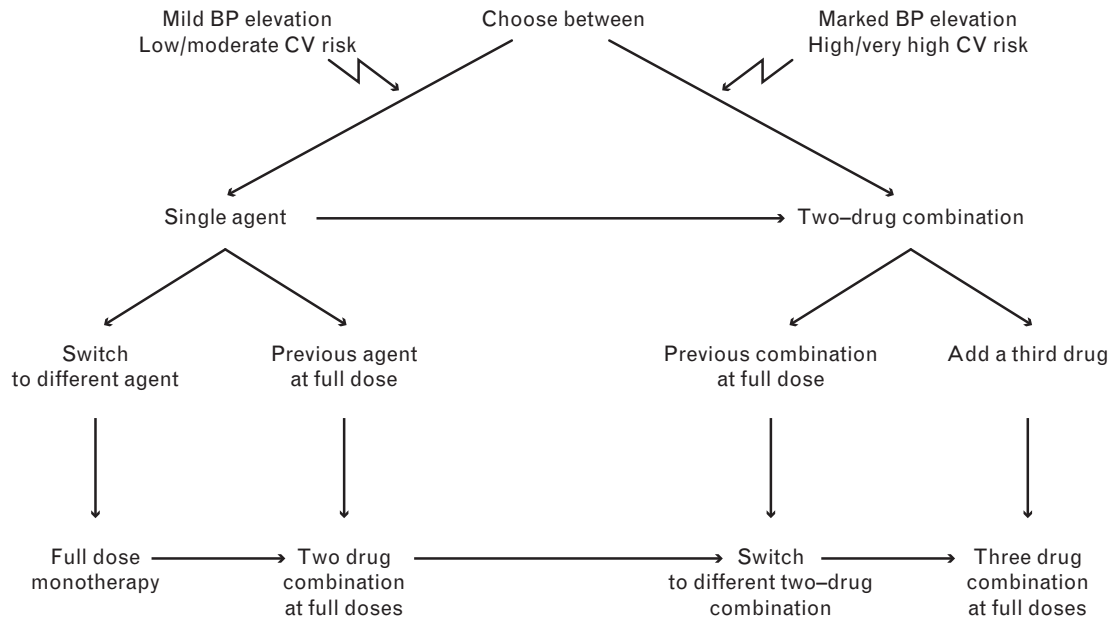 Mild BP elevation
Low/moderate CV risk
Choose between
Marked BP elevation
High/very high CV risk
Single agent
Two–drug combination
Switch
to different agent
Previous agent
at full dose
Previous combination
at full dose
Add a third drug
Full dose
monotherapy
Two drug
combination
at full doses
Switch
to different two–drug
combination
Three drug
combination
at full doses